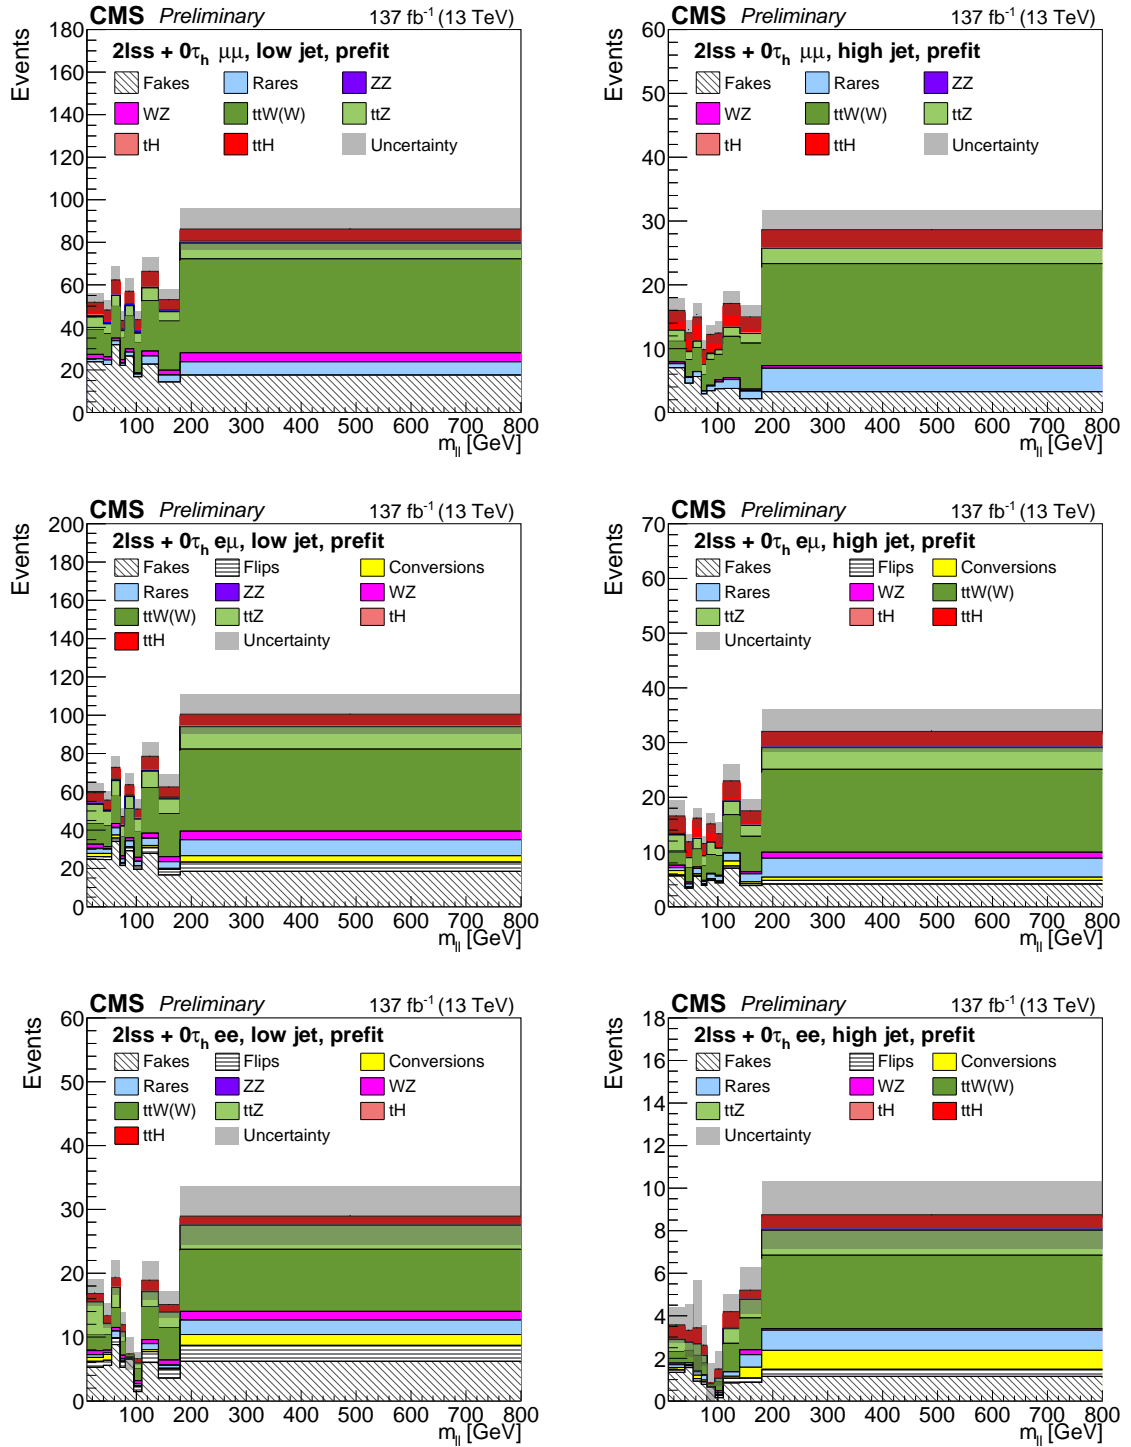 CMS Preliminary 137 fb⁻¹ (13 TeV)
Events
180
160
140
120
100
80
60
40
20
0
2lss + 0τh μμ, low jet, prefit
Fakes Rares ZZ
WZ ttW(W) ttZ
tH ttH Uncertainty
100 200 300 400 500 600 700 800
mll [GeV]
CMS Preliminary 137 fb⁻¹ (13 TeV)
Events
60
50
40
30
20
10
0
2lss + 0τh μμ, high jet, prefit
Fakes Rares ZZ
WZ ttW(W) ttZ
tH ttH Uncertainty
100 200 300 400 500 600 700 800
mll [GeV]
CMS Preliminary 137 fb⁻¹ (13 TeV)
Events
200
180
160
140
120
100
80
60
40
20
0
2lss + 0τh eμ, low jet, prefit
Fakes Flips Conversions
Rares ZZ WZ
ttW(W) ttZ tH
ttH Uncertainty
100 200 300 400 500 600 700 800
mll [GeV]
CMS Preliminary 137 fb⁻¹ (13 TeV)
Events
70
60
50
40
30
20
10
0
2lss + 0τh eμ, high jet, prefit
Fakes Flips Conversions
Rares WZ ttW(W)
ttZ tH ttH
Uncertainty
100 200 300 400 500 600 700 800
mll [GeV]
CMS Preliminary 137 fb⁻¹ (13 TeV)
Events
60
50
40
30
20
10
0
2lss + 0τh ee, low jet, prefit
Fakes Flips Conversions
Rares ZZ WZ
ttW(W) ttZ tH
ttH Uncertainty
100 200 300 400 500 600 700 800
mll [GeV]
CMS Preliminary 137 fb⁻¹ (13 TeV)
Events
18
16
14
12
10
8
6
4
2
0
2lss + 0τh ee, high jet, prefit
Fakes Flips Conversions
Rares WZ ttW(W)
ttZ tH ttH
Uncertainty
100 200 300 400 500 600 700 800
mll [GeV]